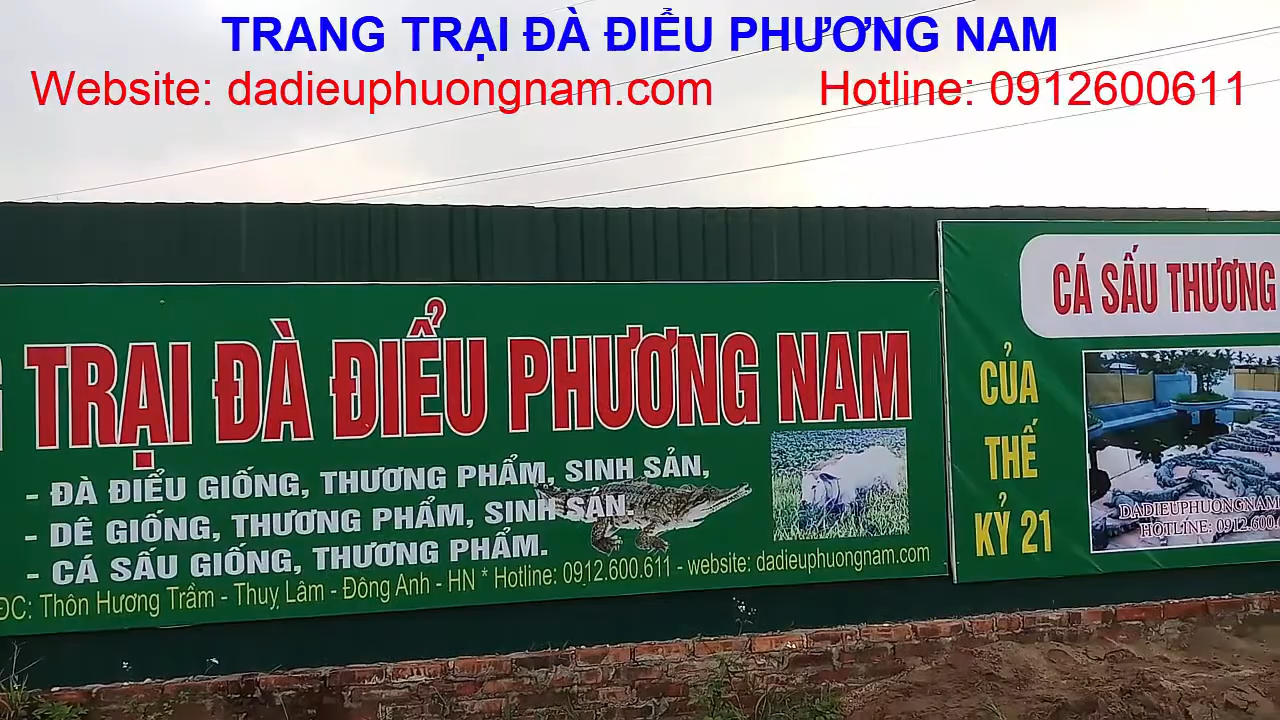 TRANG TRẠI ĐÀ ĐIỂU PHƯƠNG NAM
Website: dadieuphuongnam.com Hotline: 0912600611
TRẠI ĐÀ ĐIỂU PHƯƠNG NAM
- ĐÀ ĐIỂU GIỐNG, THƯƠNG PHẨM, SINH SẢN,
- DÊ GIỐNG, THƯƠNG PHẨM, SINH SẢN.
- CÁ SẤU GIỐNG, THƯƠNG PHẨM.
ĐC: Thôn Hương Trầm - Thuỵ Lâm - Đông Anh - HN * Hotline: 0912.600.611 - website: dadieuphuongnam.com
CÁ SẤU THƯƠNG
CỦA
THẾ
KỶ 21
DADIEUPHUONGNAM
HOTLINE: 0912.600